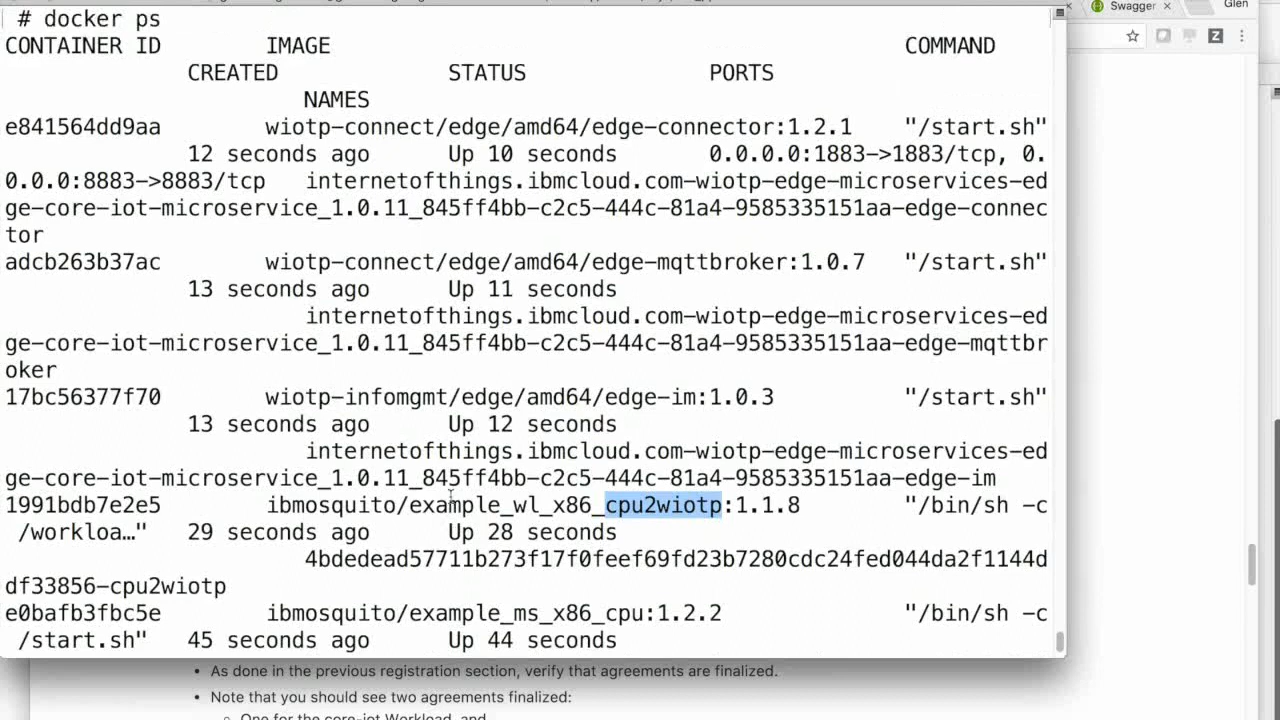 # docker ps
CONTAINER ID IMAGE COMMAND
CREATED STATUS PORTS
NAMES
e841564dd9aa wiotp-connect/edge/amd64/edge-connector:1.2.1 "/start.sh"
12 seconds ago Up 10 seconds 0.0.0.0:1883->1883/tcp, 0.
0.0.0:8883->8883/tcp internetofthings.ibmcloud.com-wiotp-edge-microservices-ed
ge-core-iot-microservice_1.0.11_845ff4bb-c2c5-444c-81a4-9585335151aa-edge-connec
tor
adcb263b37ac wiotp-connect/edge/amd64/edge-mqttbroker:1.0.7 "/start.sh"
13 seconds ago Up 11 seconds
internetofthings.ibmcloud.com-wiotp-edge-microservices-ed
ge-core-iot-microservice_1.0.11_845ff4bb-c2c5-444c-81a4-9585335151aa-edge-mqttbr
oker
17bc56377f70 wiotp-infomgmt/edge/amd64/edge-im:1.0.3 "/start.sh"
13 seconds ago Up 12 seconds
internetofthings.ibmcloud.com-wiotp-edge-microservices-ed
ge-core-iot-microservice_1.0.11_845ff4bb-c2c5-444c-81a4-9585335151aa-edge-im
1991bdb7e2e5 ibmosquito/example_wl_x86_cpu2wiotp:1.1.8 "/bin/sh -c
/workloa…" 29 seconds ago Up 28 seconds
4bdedead57711b273f17f0feef69fd23b7280cdc24fed044da2f1144d
df33856-cpu2wiotp
e0bafb3fbc5e ibmosquito/example_ms_x86_cpu:1.2.2 "/bin/sh -c
/start.sh" 45 seconds ago Up 44 seconds
Swagger
Glen
• As done in the previous registration section, verify that agreements are finalized.
• Note that you should see two agreements finalized:
One for the core-iot Workload, and